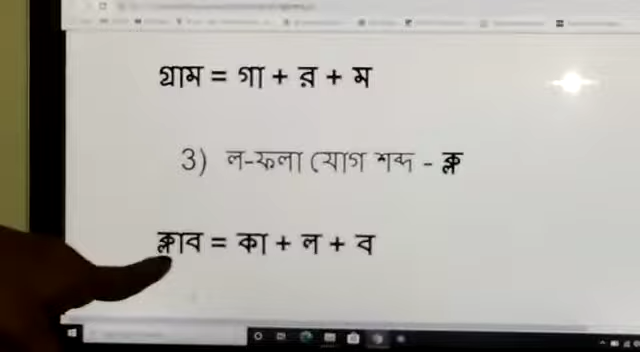 গ্রাম = গা + র + ম
3) ল-ফলা যোগ শব্দ - ক্ল
ক্লাব = কা + ল + ব